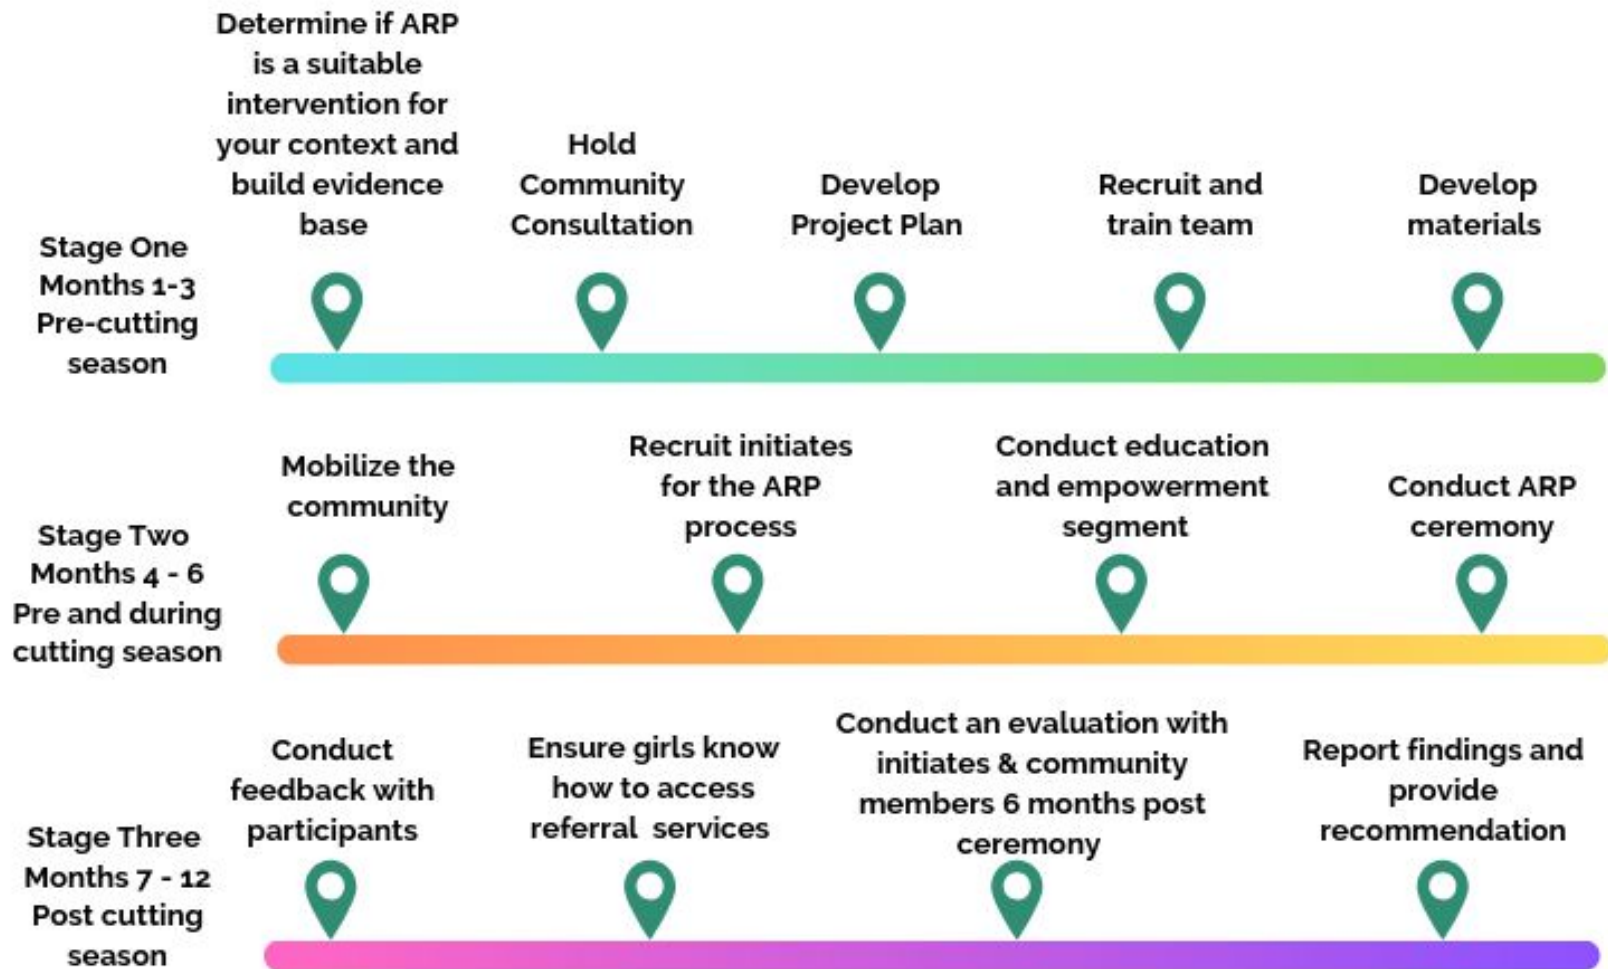 Determine if ARP
is a suitable
intervention for
your context and
build evidence
base
Hold
Community
Consultation
Develop
Project Plan
Recruit and
train team
Develop
materials
Stage One
Months 1-3
Pre-cutting
season
Mobilize the
community
Recruit initiates
for the ARP
process
Conduct education
and empowerment
segment
Conduct ARP
ceremony
Stage Two
Months 4 - 6
Pre and during
cutting season
Conduct
feedback with
participants
Ensure girls know
how to access
referral services
Conduct an evaluation with
initiates & community
members 6 months post
ceremony
Report findings and
provide
recommendation
Stage Three
Months 7 - 12
Post cutting
season